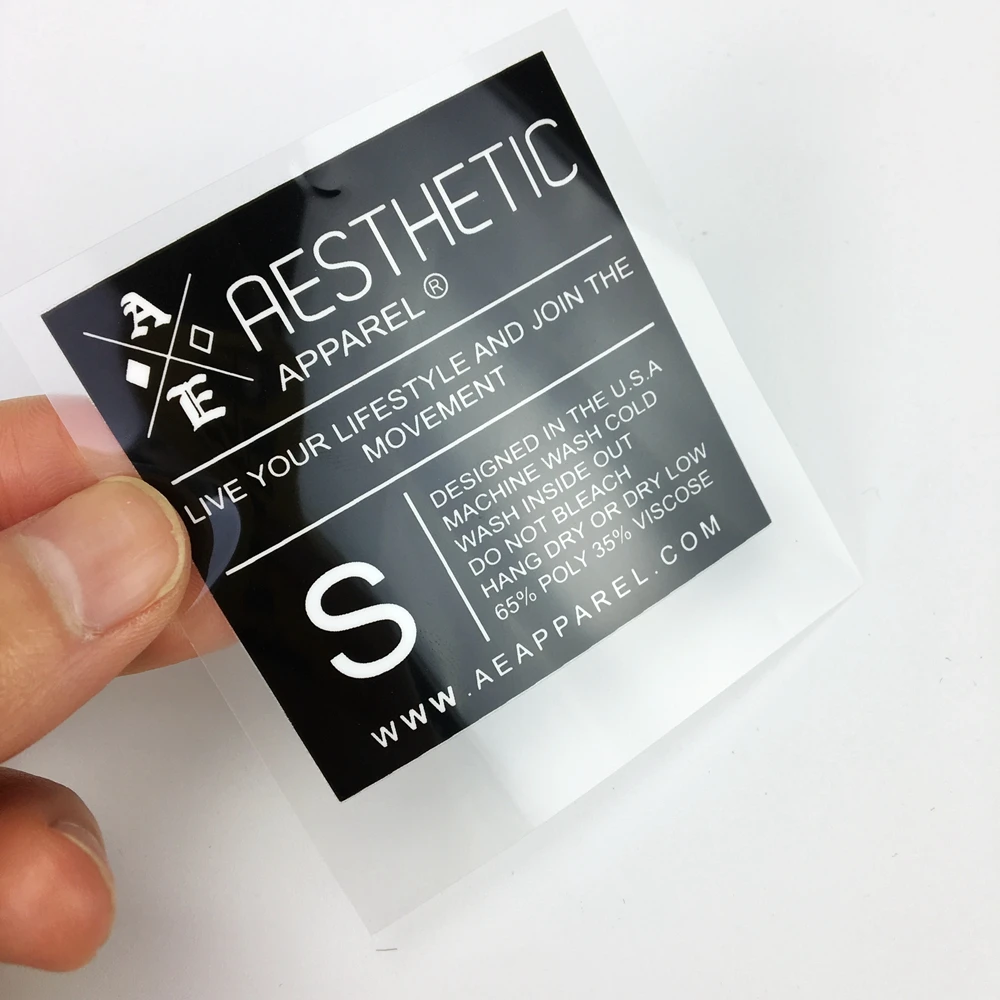 A
E
AESTHETIC
APPAREL ®
LIVE YOUR LIFESTYLE AND JOIN THE
MOVEMENT
S
DESIGNED IN THE U.S.A
MACHINE WASH COLD
WASH INSIDE OUT
DO NOT BLEACH
HANG DRY OR DRY LOW
65% POLY 35% VISCOSE
WWW.AEAPPAREL.COM